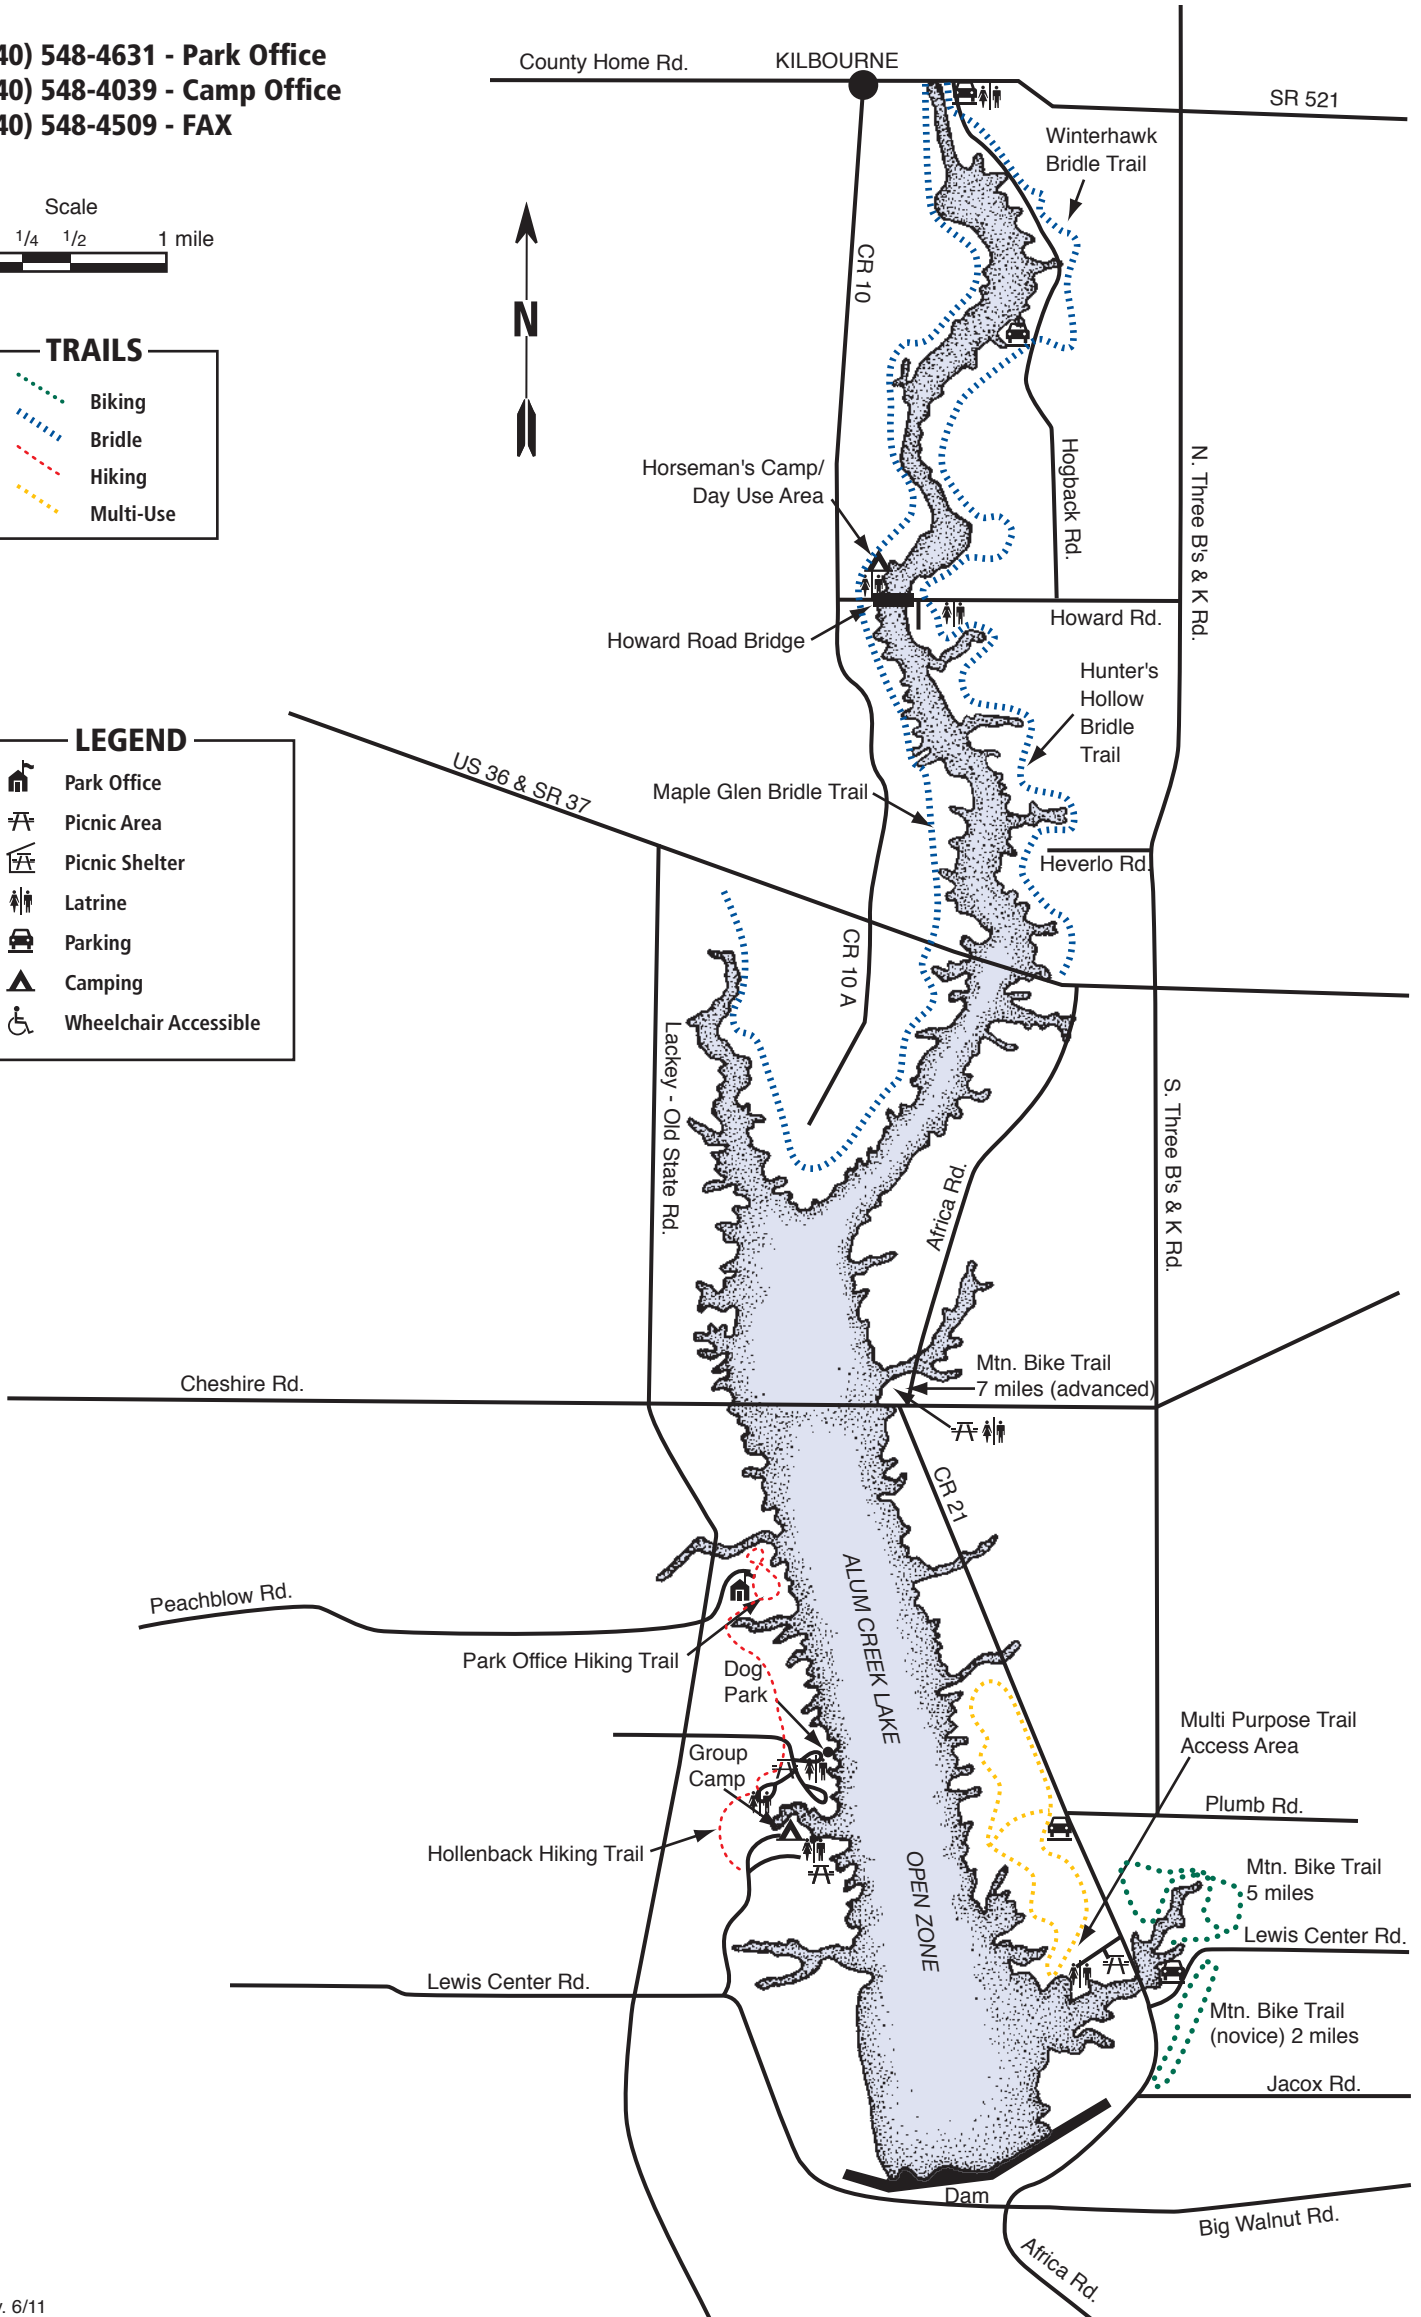 40) 548-4631 - Park Office
40) 548-4039 - Camp Office
40) 548-4509 - FAX
County Home Rd.
KILBOURNE
SR 521
Winterhawk
Bridle Trail
Scale
1/4 1/2 1 mile
N
CR 10
TRAILS
Biking
Bridle
Hiking
Multi-Use
Horseman's Camp/
Day Use Area
Hogback Rd.
N. Three B's & K Rd.
Howard Rd.
Howard Road Bridge
Hunter's
Hollow
Bridle
Trail
LEGEND
Park Office
Picnic Area
Picnic Shelter
Latrine
Parking
Camping
Wheelchair Accessible
US 36 & SR 37
Maple Glen Bridle Trail
Heverlo Rd.
CR 10 A
Lackey - Old State Rd.
S. Three B's & K Rd.
Africa Rd.
Mtn. Bike Trail
7 miles (advanced)
Cheshire Rd.
CR 21
ALUM CREEK LAKE
Peachblow Rd.
Park Office Hiking Trail
Dog
Park
Group
Camp
Multi Purpose Trail
Access Area
Plumb Rd.
Hollenback Hiking Trail
OPEN ZONE
Mtn. Bike Trail
5 miles
Lewis Center Rd.
Lewis Center Rd.
Mtn. Bike Trail
(novice) 2 miles
Jacox Rd.
Dam
Big Walnut Rd.
Africa Rd.
. 6/11